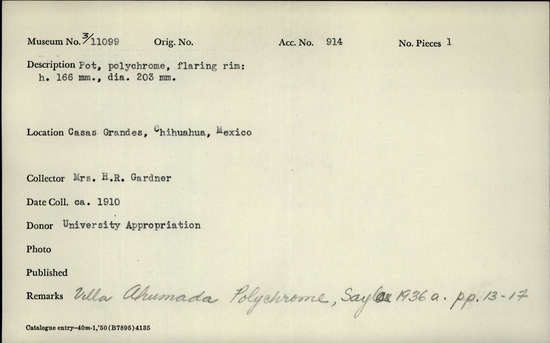 Museum No. 3/11099 Orig. No. Acc. No. 914 No. Pieces 1
Description Pot, polychrome, flaring rim:
h. 166 mm., dia. 203 mm.
Location Casas Grandes, Chihuahua, Mexico
Collector Mrs. H.R. Gardner
Date Coll. ca. 1910
Donor University Appropriation
Photo
Published
Remarks Villa Ahumada Polychrome, Sayles 1936a. pp. 13-17
Catalogue entry—40m-1,'50 (B7895) 4135